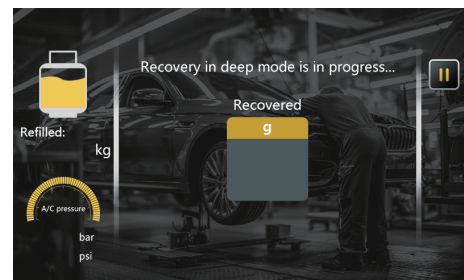 Recovery in deep mode is in progress...
Recovered
g
Refilled:
kg
A/C pressure
bar
psi